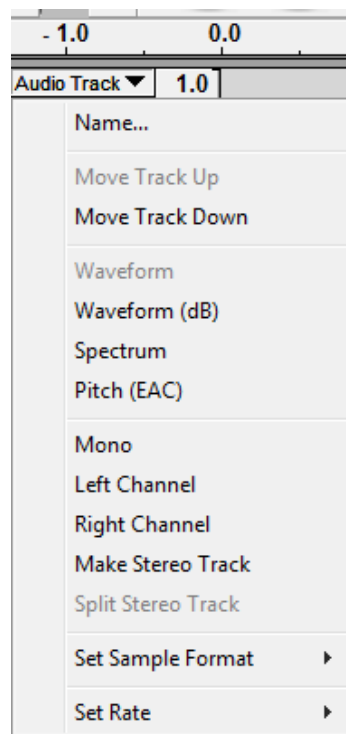 - 1.0 0.0
Audio Track 1.0
Name...
Move Track Up
Move Track Down
Waveform
Waveform (dB)
Spectrum
Pitch (EAC)
Mono
Left Channel
Right Channel
Make Stereo Track
Split Stereo Track
Set Sample Format
Set Rate